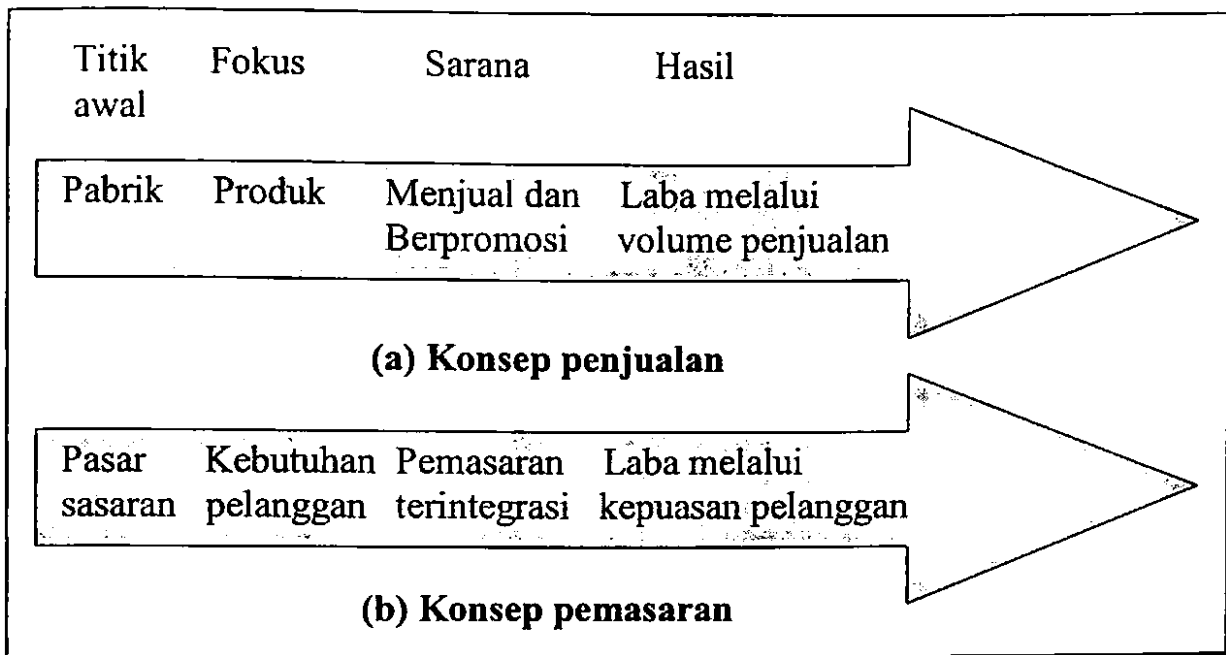 Titik Fokus Sarana Hasil
awal
Pabrik Produk Menjual dan Laba melalui
Berpromosi volume penjualan
(a) Konsep penjualan
Pasar Kebutuhan Pemasaran Laba melalui
sasaran pelanggan terintegrasi kepuasan pelanggan
(b) Konsep pemasaran